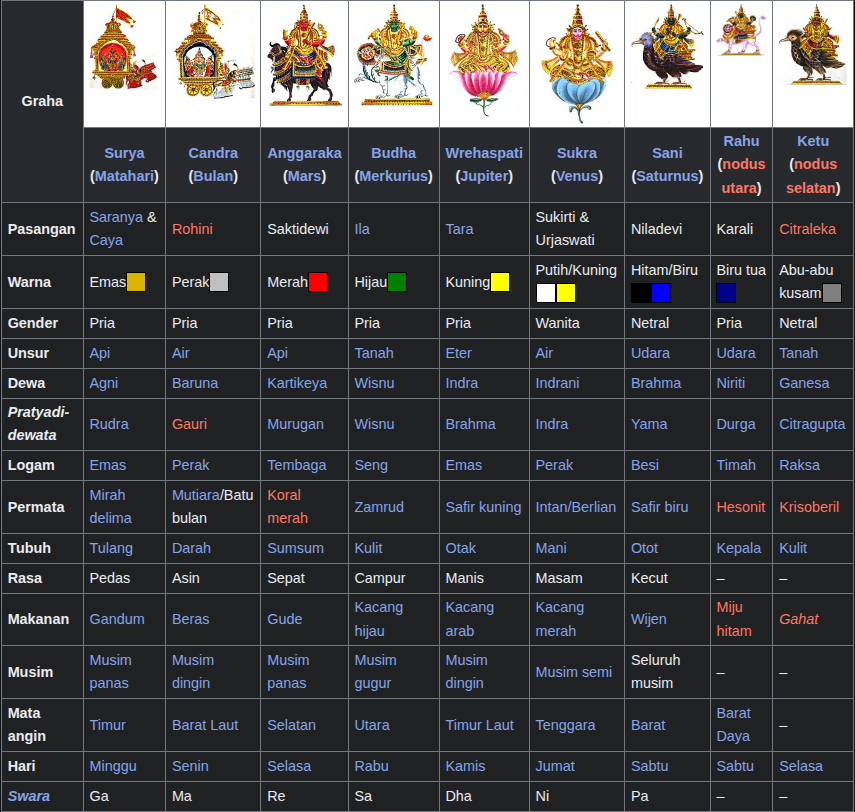 Graha
Surya Candra Anggaraka Budha Wrehaspati Sukra Sani Rahu Ketu
(Matahari) (Bulan) (Mars) (Merkurius) (Jupiter) (Venus) (Saturnus) (nodus utara) (nodus selatan)
Pasangan Saranya & Caya Rohini Saktidewi Ila Tara Sukirti & Urjaswati Niladevi Karali Citraleka
Warna Emas Perak Merah Hijau Kuning Putih/Kuning Hitam/Biru Biru tua Abu-abu kusam
Gender Pria Pria Pria Pria Pria Wanita Netral Pria Netral
Unsur Api Air Api Tanah Eter Air Udara Udara Tanah
Dewa Agni Baruna Kartikeya Wisnu Indra Indrani Brahma Niriti Ganesa
Pratyadi-dewata Rudra Gauri Murugan Wisnu Brahma Indra Yama Durga Citragupta
Logam Emas Perak Tembaga Seng Emas Perak Besi Timah Raksa
Permata Mirah delima Mutiara/Batu bulan Koral merah Zamrud Safir kuning Intan/Berlian Safir biru Hesonit Krisoberil
Tubuh Tulang Darah Sumsum Kulit Otak Mani Otot Kepala Kulit
Rasa Pedas Asin Sepat Campur Manis Masam Kecut – –
Makanan Gandum Beras Gude Kacang hijau Kacang arab Kacang merah Wijen Miju hitam Gahat
Musim Musim panas Musim dingin Musim panas Musim gugur Musim dingin Musim semi Seluruh musim – –
Mata angin Timur Barat Laut Selatan Utara Timur Laut Tenggara Barat Barat Daya –
Hari Minggu Senin Selasa Rabu Kamis Jumat Sabtu Sabtu Selasa
Swara Ga Ma Re Sa Dha Ni Pa – –